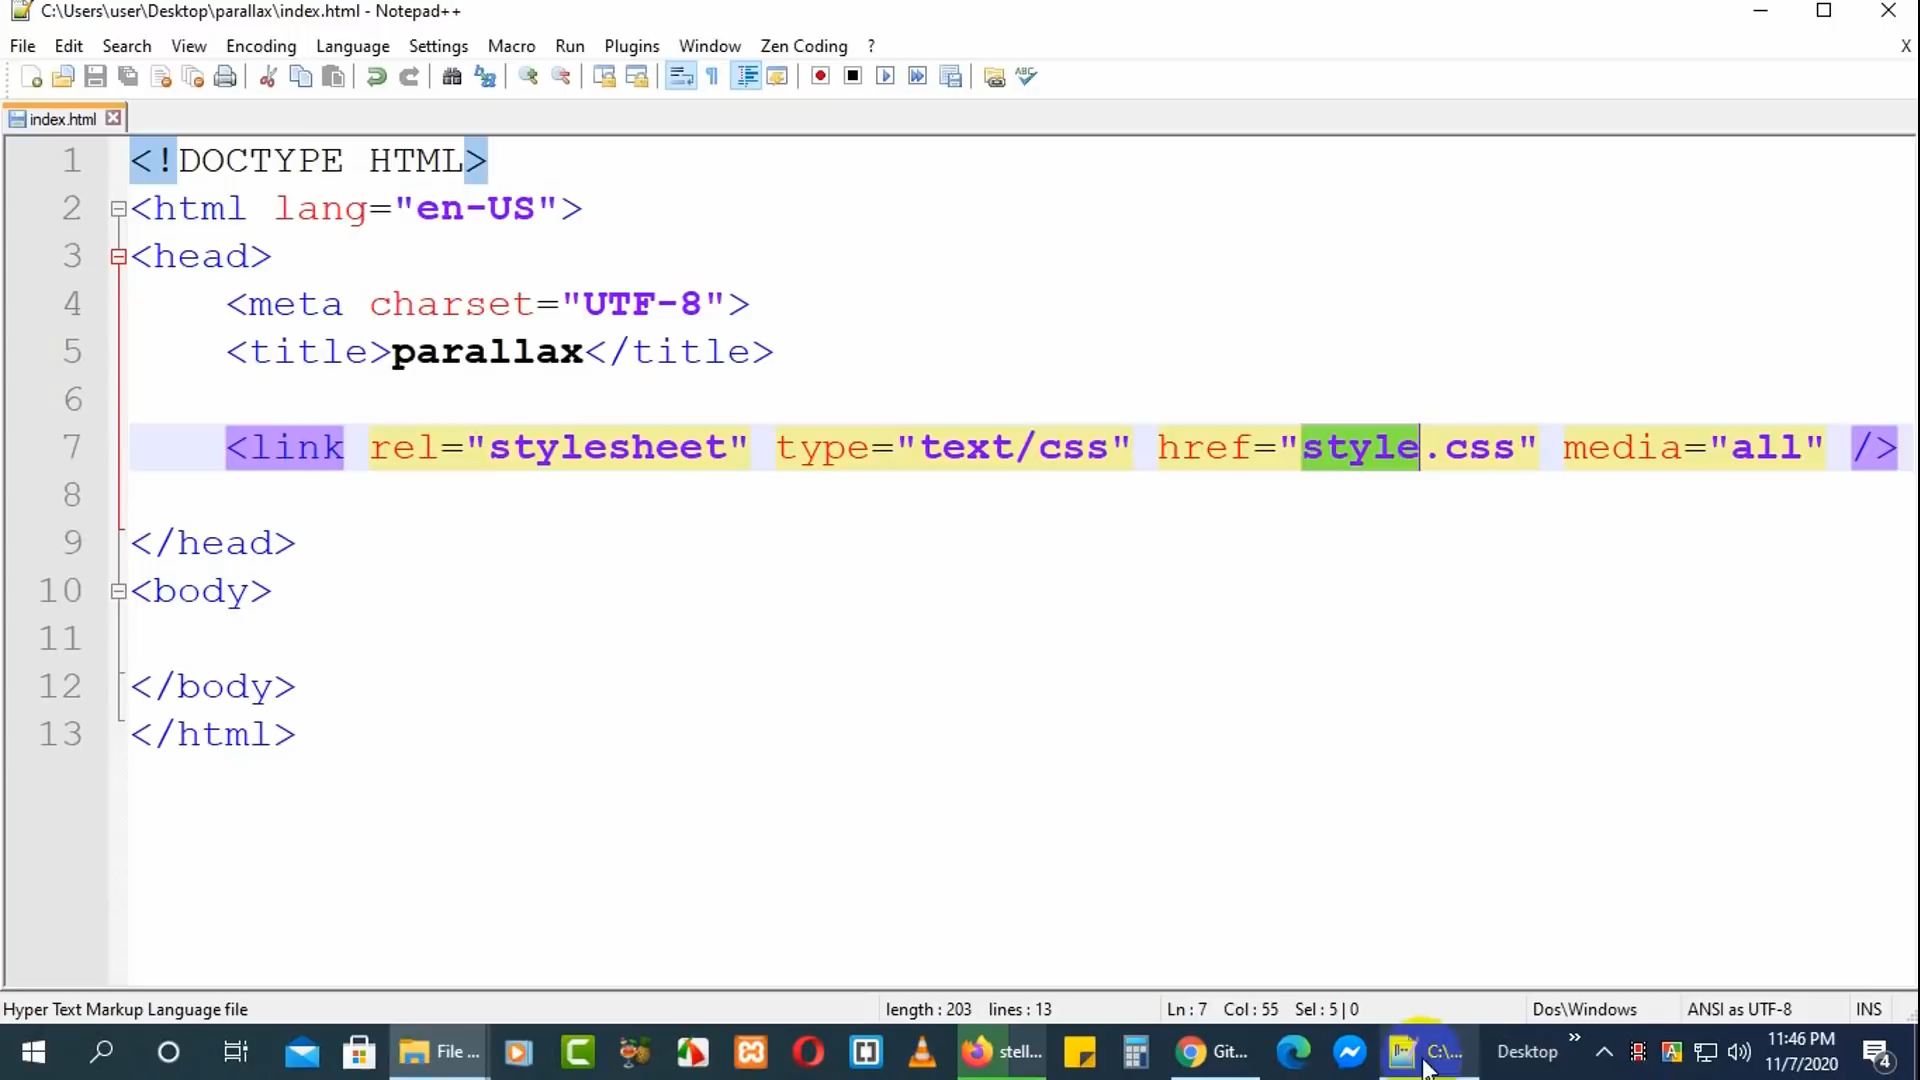 C:\Users\user\Desktop\parallax\index.html - Notepad++
File Edit Search View Encoding Language Settings Macro Run Plugins Window Zen Coding ? X
index.html
1 <!DOCTYPE HTML>
2 <html lang="en-US">
3 <head>
4 <meta charset="UTF-8">
5 <title>parallax</title>
6
7 <link rel="stylesheet" type="text/css" href="style.css" media="all" />
8
9 </head>
10 <body>
11
12 </body>
13 </html>
Hyper Text Markup Language file length : 203 lines : 13 Ln : 7 Col : 55 Sel : 5 | 0 Dos\Windows ANSI as UTF-8 INS
File ... stell... Git... C:\... Desktop 11:46 PM
11/7/2020 4